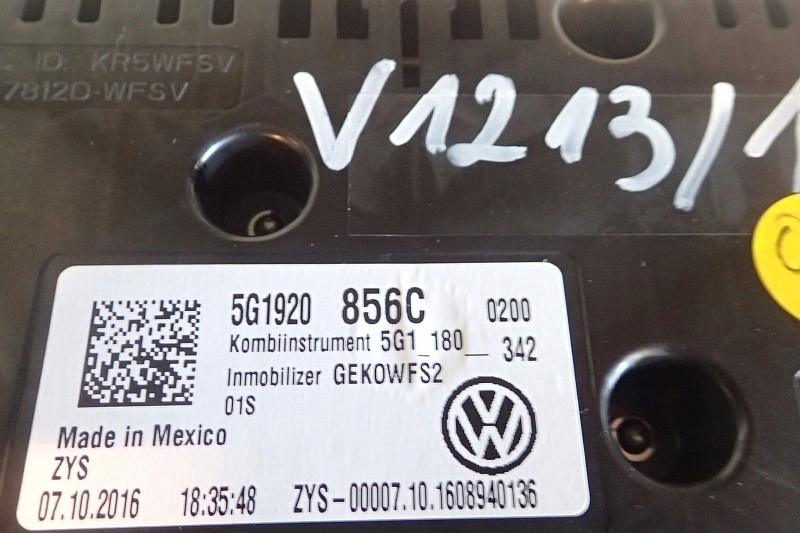 ID: KR5WFSV
7812D-WFSV
V1213/1
5G1920 856C 0200
Kombiinstrument 5G1_180__ 342
Inmobilizer GEKOWFS2
01S
Made in Mexico
ZYS
07.10.2016 18:35:48 ZYS-00007.10.1608940136